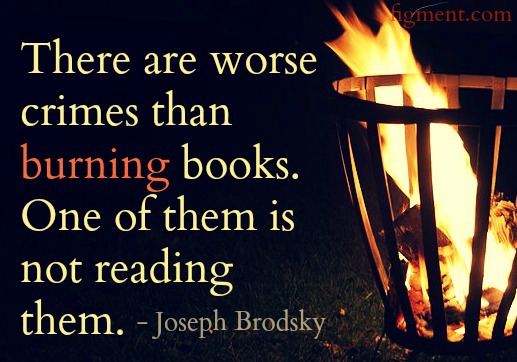 figment.com
There are worse
crimes than
burning books.
One of them is
not reading
them. - Joseph Brodsky